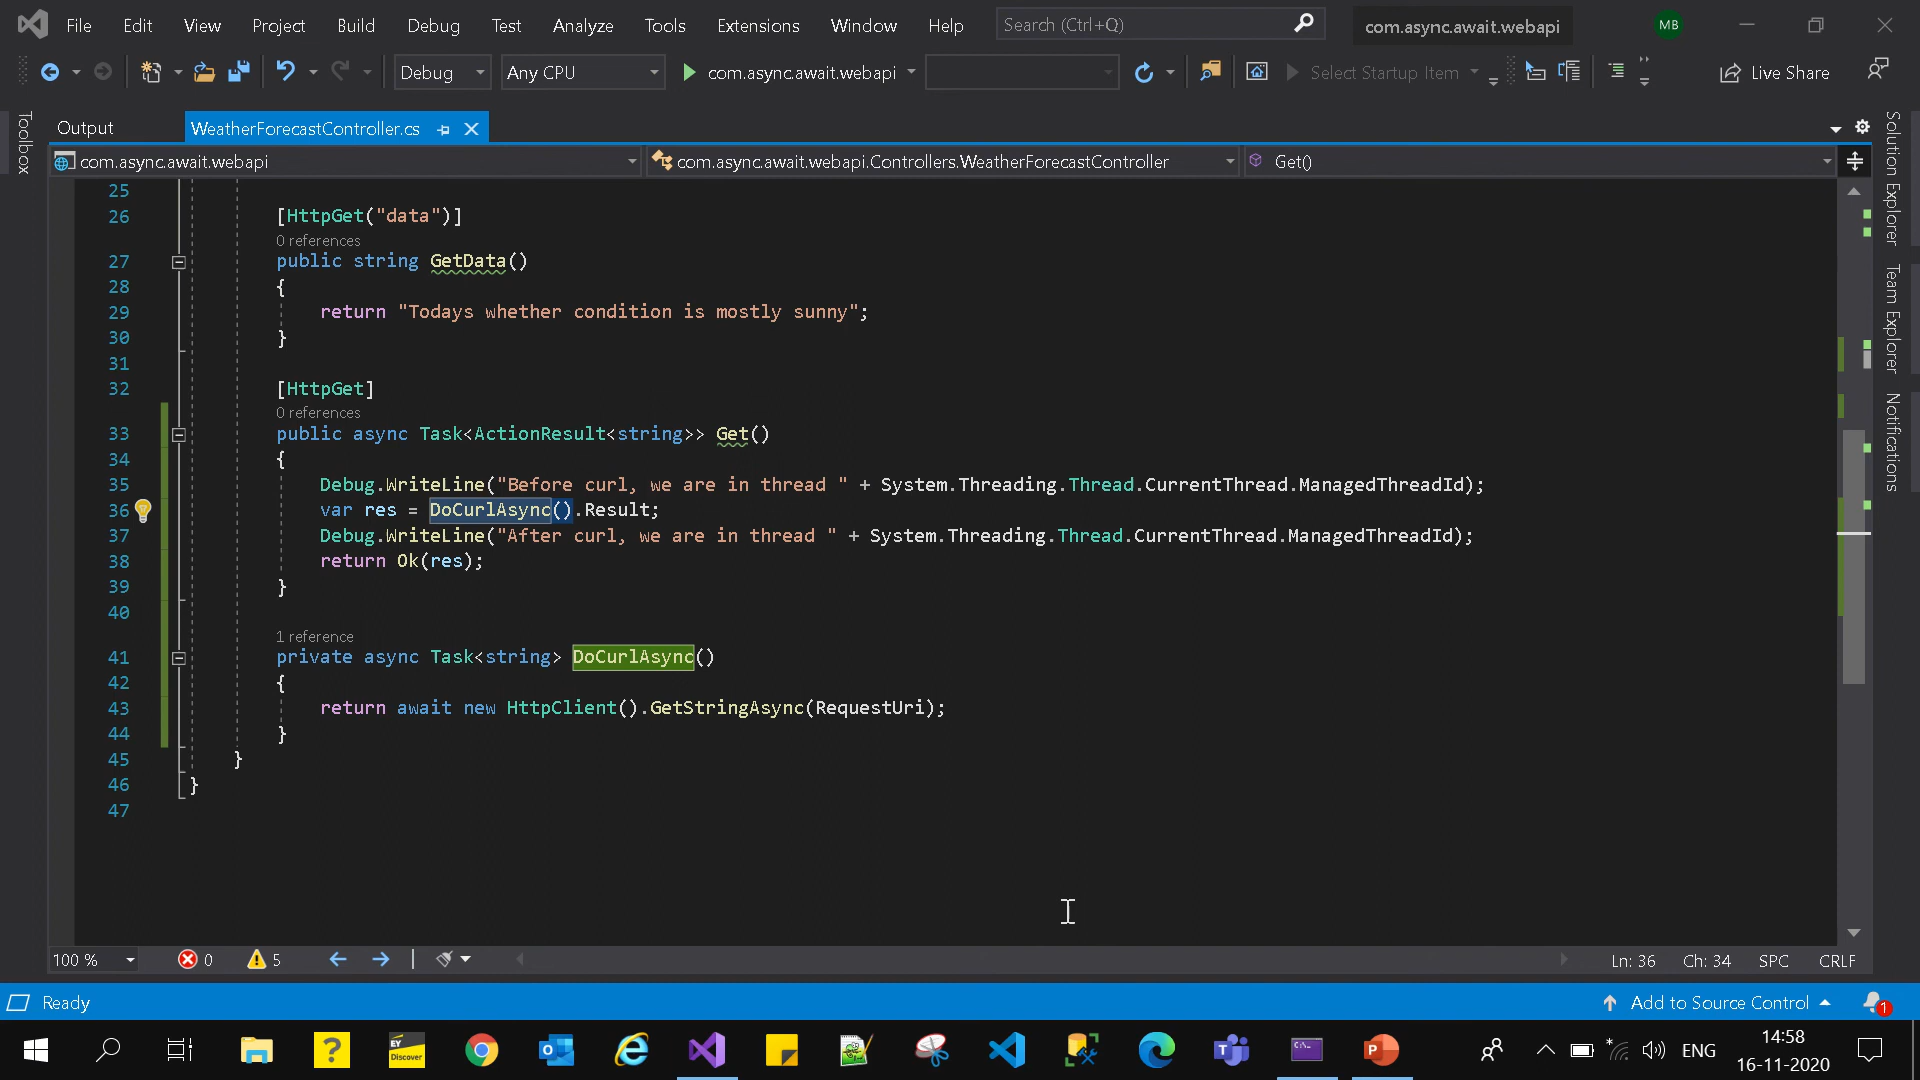 File Edit View Project Build Debug Test Analyze Tools Extensions Window Help Search (Ctrl+Q) com.async.await.webapi MB
Debug Any CPU com.async.await.webapi Select Startup Item Live Share
Toolbox
Output WeatherForecastController.cs
com.async.await.webapi com.async.await.webapi.Controllers.WeatherForecastController Get()
Solution Explorer
Team Explorer
Notifications
25
26 [HttpGet("data")]
0 references
27 public string GetData()
28 {
29 return "Todays whether condition is mostly sunny";
30 }
31
32 [HttpGet]
0 references
33 public async Task<ActionResult<string>> Get()
34 {
35 Debug.WriteLine("Before curl, we are in thread " + System.Threading.Thread.CurrentThread.ManagedThreadId);
36 var res = DoCurlAsync().Result;
37 Debug.WriteLine("After curl, we are in thread " + System.Threading.Thread.CurrentThread.ManagedThreadId);
38 return Ok(res);
39 }
40
1 reference
41 private async Task<string> DoCurlAsync()
42 {
43 return await new HttpClient().GetStringAsync(RequestUri);
44 }
45 }
46 }
47
100 % 0 5 Ln: 36 Ch: 34 SPC CRLF
Ready Add to Source Control 1
EY Discover ENG 14:58
16-11-2020